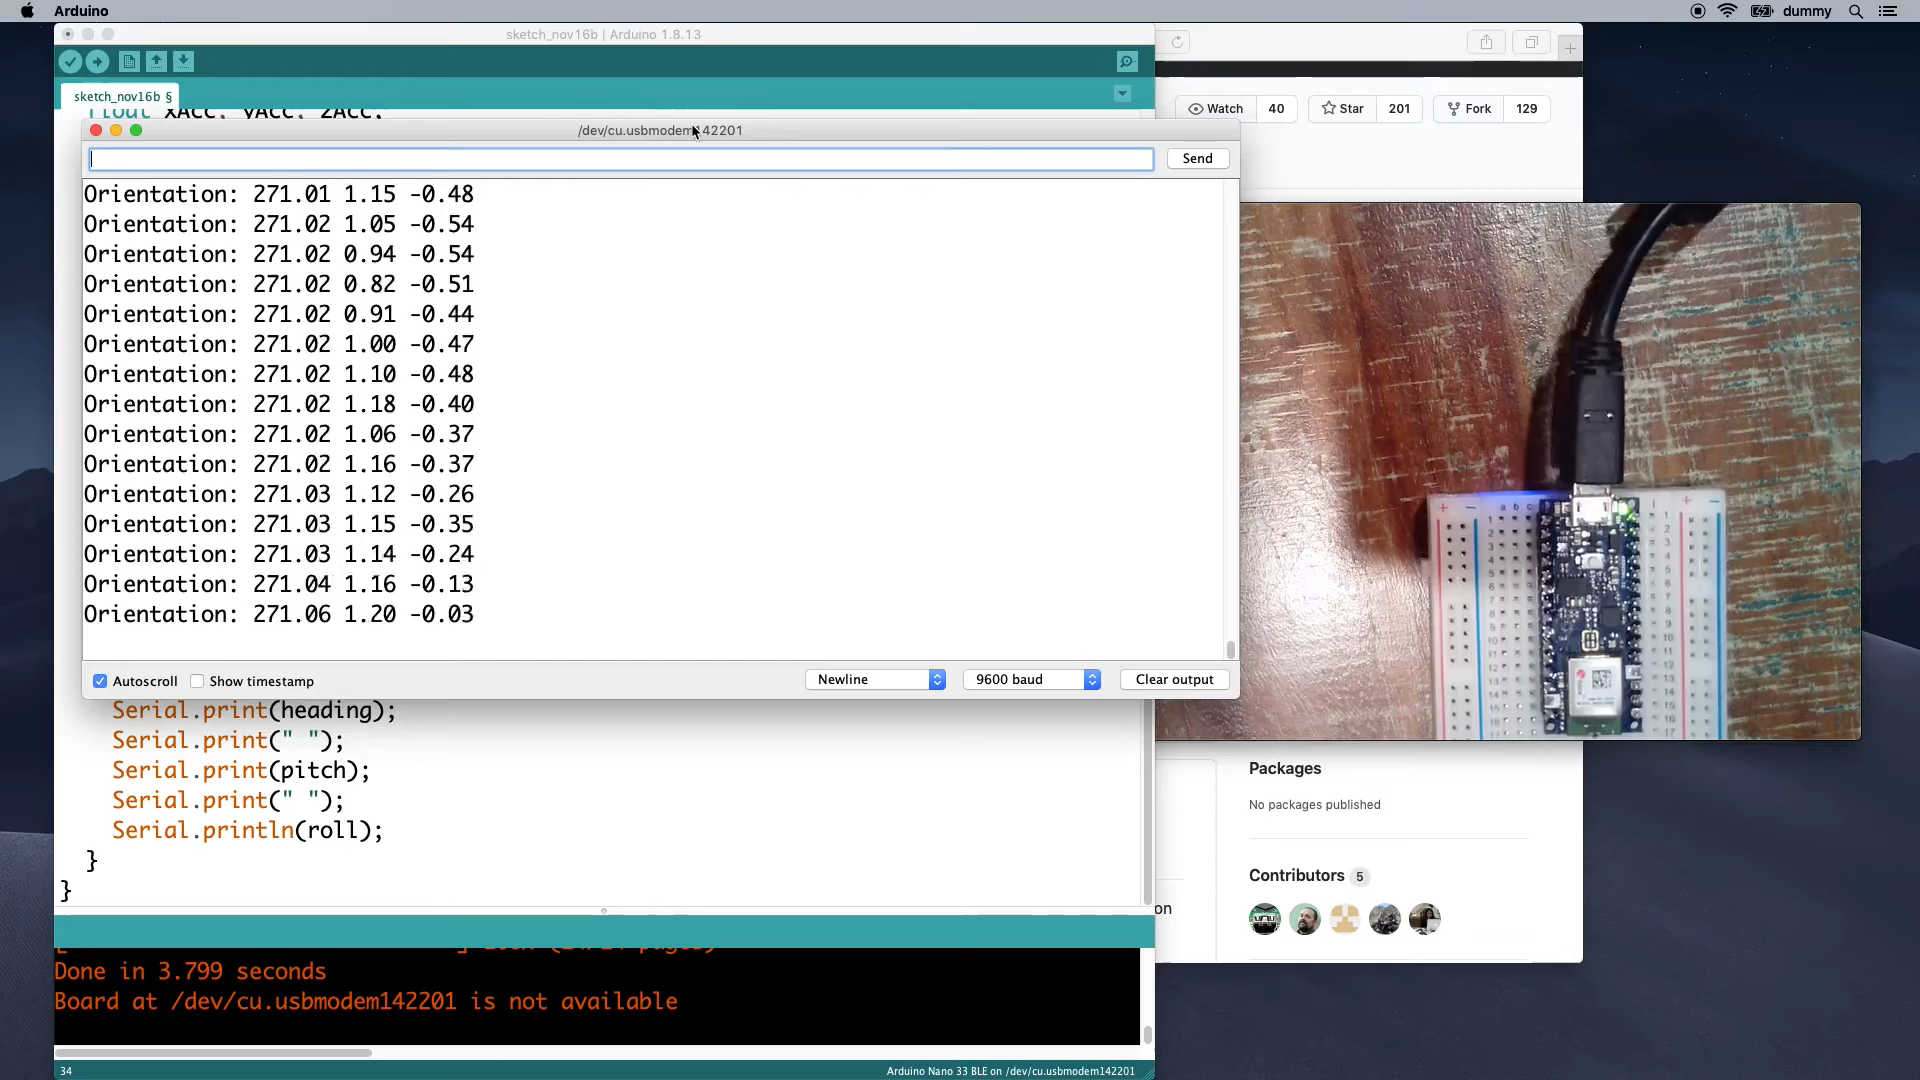 Arduino
dummy
sketch_nov16b | Arduino 1.8.13
sketch_nov16b §
float xAcc, yAcc, zAcc;
Watch 40
Star 201
Fork 129
/dev/cu.usbmodem142201
Send
Orientation: 271.01 1.15 -0.48
Orientation: 271.02 1.05 -0.54
Orientation: 271.02 0.94 -0.54
Orientation: 271.02 0.82 -0.51
Orientation: 271.02 0.91 -0.44
Orientation: 271.02 1.00 -0.47
Orientation: 271.02 1.10 -0.48
Orientation: 271.02 1.18 -0.40
Orientation: 271.02 1.06 -0.37
Orientation: 271.02 1.16 -0.37
Orientation: 271.03 1.12 -0.26
Orientation: 271.03 1.15 -0.35
Orientation: 271.03 1.14 -0.24
Orientation: 271.04 1.16 -0.13
Orientation: 271.06 1.20 -0.03
Autoscroll
Show timestamp
Newline
9600 baud
Clear output
Serial.print(heading);
Serial.print(" ");
Serial.print(pitch);
Serial.print(" ");
Serial.println(roll);
}
}
Packages
No packages published
Contributors 5
on
Done in 3.799 seconds
Board at /dev/cu.usbmodem142201 is not available
34
Arduino Nano 33 BLE on /dev/cu.usbmodem142201